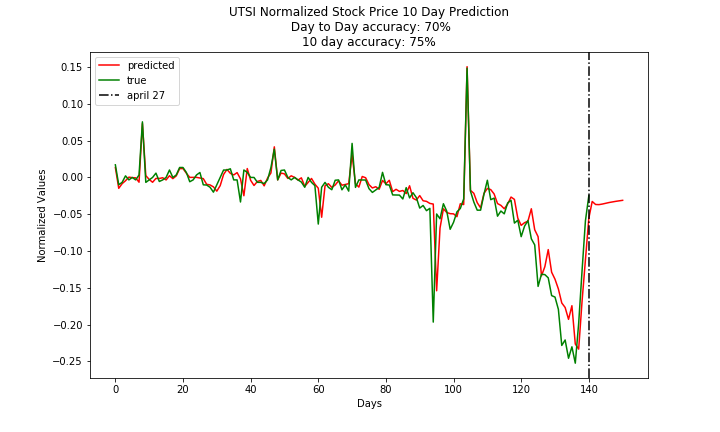 UTSI Normalized Stock Price 10 Day Prediction
Day to Day accuracy: 70%
10 day accuracy: 75%
predicted
true
april 27
Normalized Values
0.15
0.10
0.05
0.00
−0.05
−0.10
−0.15
−0.20
−0.25
0 20 40 60 80 100 120 140
Days